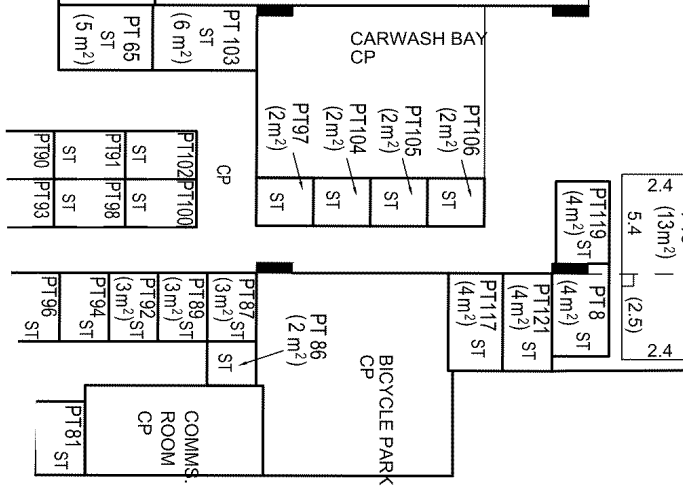 PT 65
ST
(5 m²)
PT 103
ST
(6 m²)
CARWASH BAY
CP
PT97
(2m²)
PT104
(2m²)
PT105
(2m²)
PT106
(2m²)
ST
ST
ST
ST
CP
PT90
ST
PT91
ST
PT102
PT93
ST
PT98
ST
PT100
PT119
(4m²) ST
2.4
(13m²)
5.4
(2.5)
2.4
PT8
(4m²) ST
PT121
(4m²) ST
PT117
(4m²) ST
PT96
ST
PT94
ST
PT92
(3m²) ST
PT89
(3m²) ST
PT87
(3m²) ST
ST
PT 86
(2 m²)
BICYCLE PARK
CP
COMMS.
ROOM
CP
PT81
ST